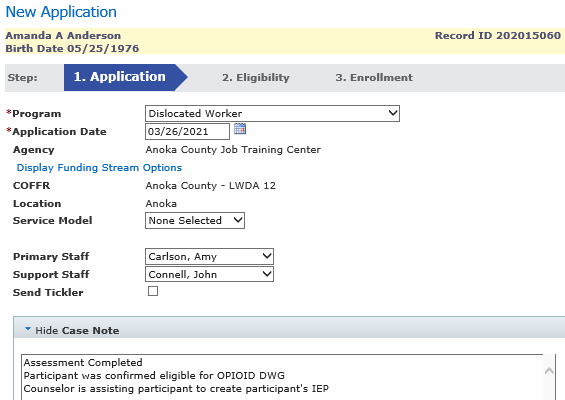 New Application
Amanda A Anderson Record ID 202015060
Birth Date 05/25/1976
Step: 1. Application 2. Eligibility 3. Enrollment
*Program Dislocated Worker
*Application Date 03/26/2021
Agency Anoka County Job Training Center
Display Funding Stream Options
COFFR Anoka County - LWDA 12
Location Anoka
Service Model None Selected
Primary Staff Carlson, Amy
Support Staff Connell, John
Send Tickler
Hide Case Note
Assessment Completed
Participant was confirmed eligible for OPIOID DWG
Counselor is assisting participant to create participant's IEP